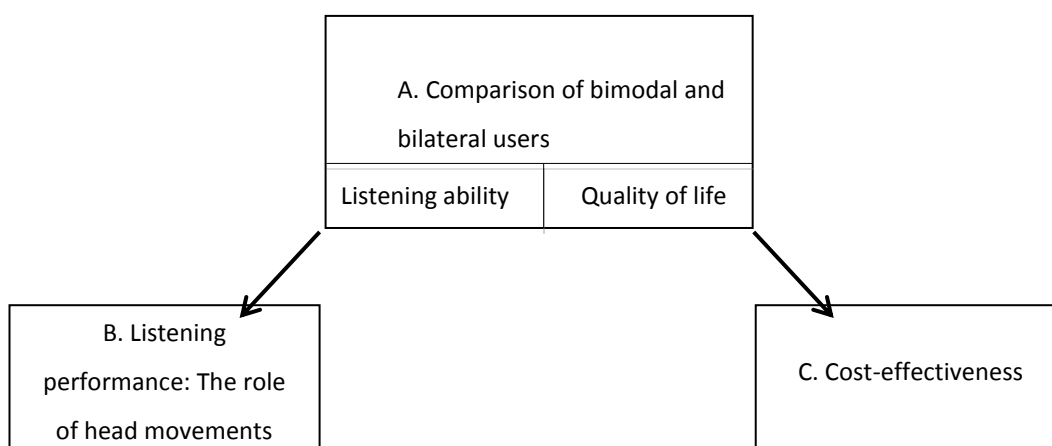 A. Comparison of bimodal and
bilateral users
Listening ability
Quality of life
B. Listening
performance: The role
of head movements
C. Cost-effectiveness